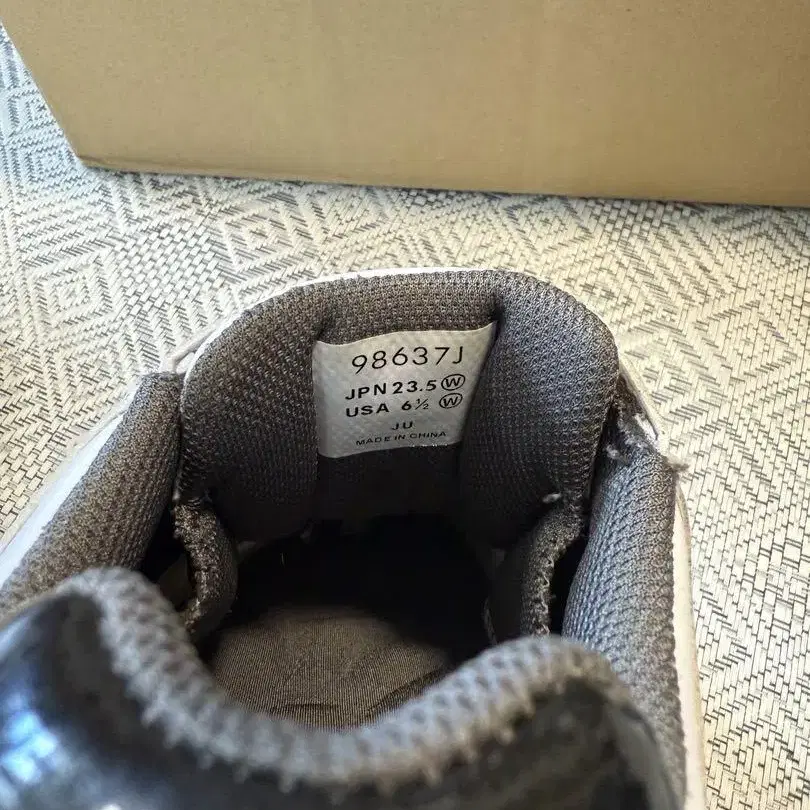 98637J
JPN 23.5 Ⓦ
USA 6½ Ⓦ
JU
MADE IN CHINA